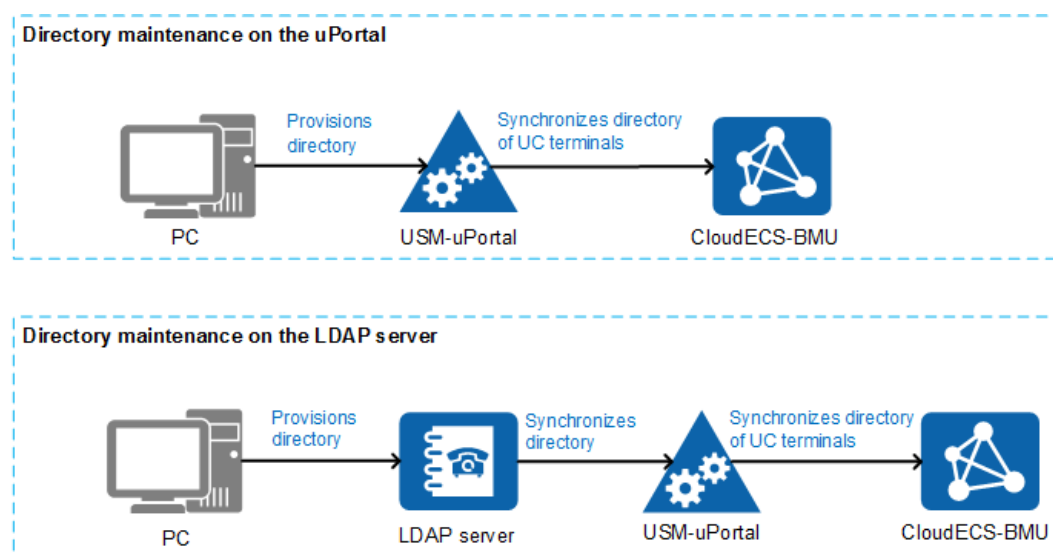 Directory maintenance on the uPortal
Provisions
directory
Synchronizes directory
of UC terminals
PC
USM-uPortal
CloudECS-BMU
Directory maintenance on the LDAP server
Provisions
directory
Synchronizes
directory
Synchronizes directory
of UC terminals
PC
LDAP server
USM-uPortal
CloudECS-BMU